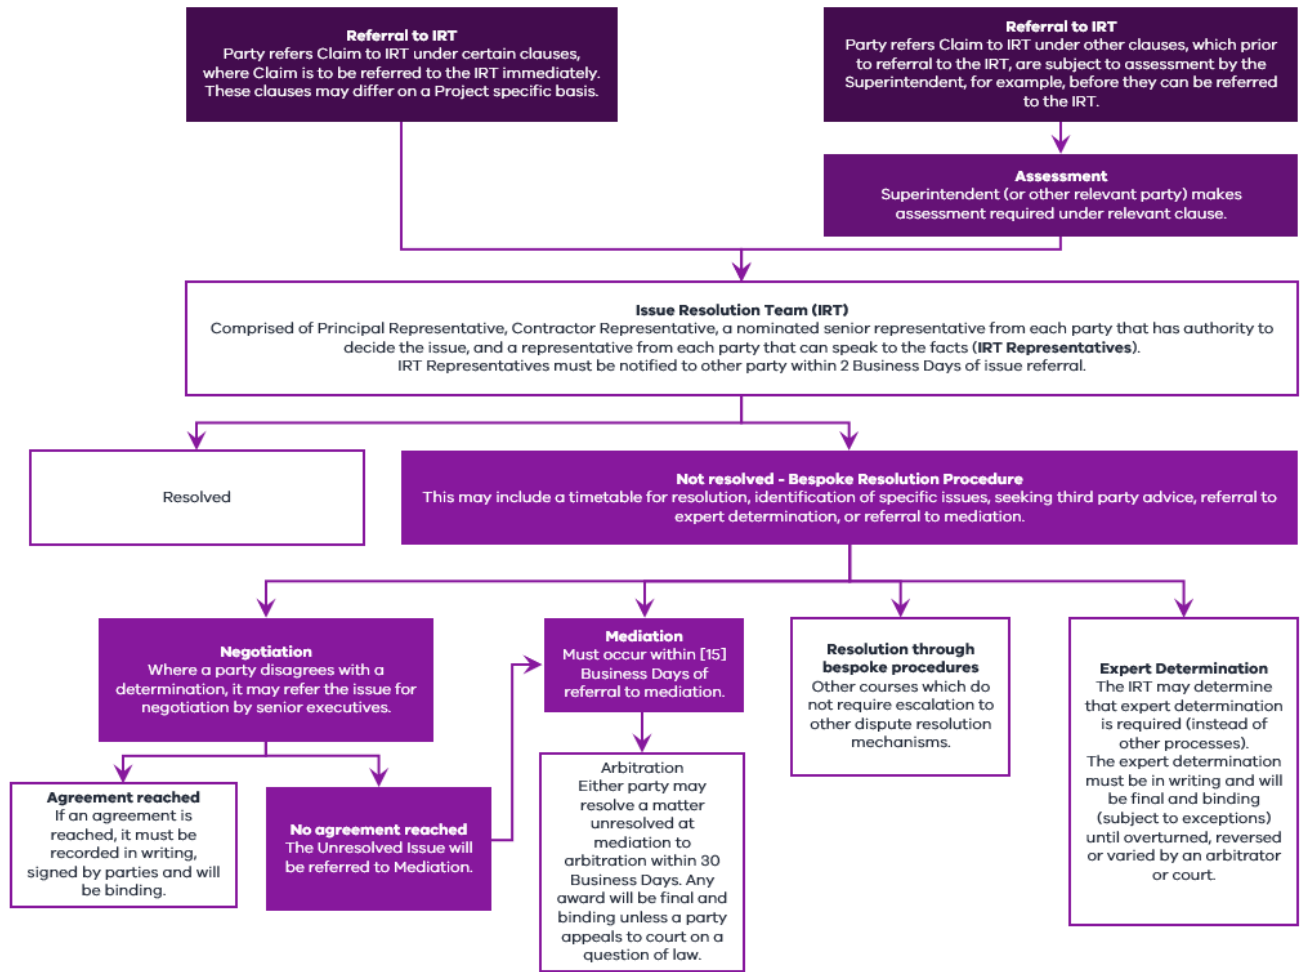 Referral to IRT
Party refers Claim to IRT under certain clauses,
where Claim is to be referred to the IRT immediately.
These clauses may differ on a Project specific basis.
Referral to IRT
Party refers Claim to IRT under other clauses, which prior
to referral to the IRT, are subject to assessment by the
Superintendent, for example, before they can be referred
to the IRT.
Assessment
Superintendent (or other relevant party) makes
assessment required under relevant clause.
Issue Resolution Team (IRT)
Comprised of Principal Representative, Contractor Representative, a nominated senior representative from each party that has authority to
decide the issue, and a representative from each party that can speak to the facts (IRT Representatives).
IRT Representatives must be notified to other party within 2 Business Days of issue referral.
Resolved
Not resolved - Bespoke Resolution Procedure
This may include a timetable for resolution, identification of specific issues, seeking third party advice, referral to
expert determination, or referral to mediation.
Negotiation
Where a party disagrees with a
determination, it may refer the issue for
negotiation by senior executives.
Agreement reached
If an agreement is
reached, it must be
recorded in writing,
signed by parties and will
be binding.
No agreement reached
The Unresolved Issue will
be referred to Mediation.
Mediation
Must occur within [15]
Business Days of
referral to mediation.
Arbitration
Either party may
resolve a matter
unresolved at
mediation to
arbitration within 30
Business Days. Any
award will be final and
binding unless a party
appeals to court on a
question of law.
Resolution through
bespoke procedures
Other courses which do
not require escalation to
other dispute resolution
mechanisms.
Expert Determination
The IRT may determine
that expert determination
is required (instead of
other processes).
The expert determination
must be in writing and will
be final and binding
(subject to exceptions)
until overturned, reversed
or varied by an arbitrator
or court.